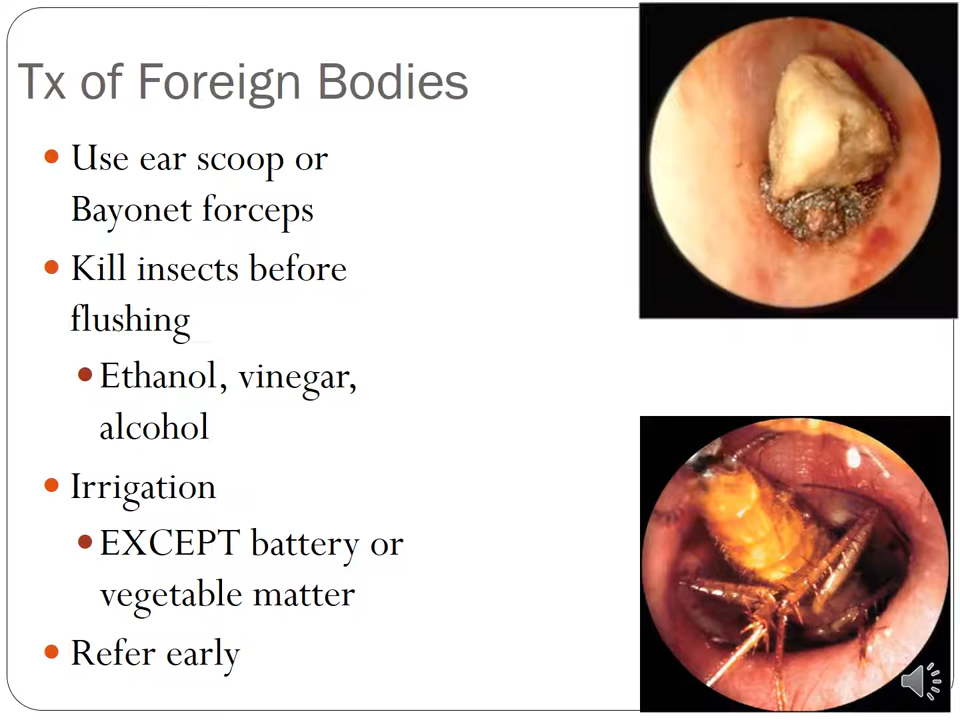 Tx of Foreign Bodies
Use ear scoop or
Bayonet forceps
Kill insects before
flushing
Ethanol, vinegar,
alcohol
Irrigation
EXCEPT battery or
vegetable matter
Refer early